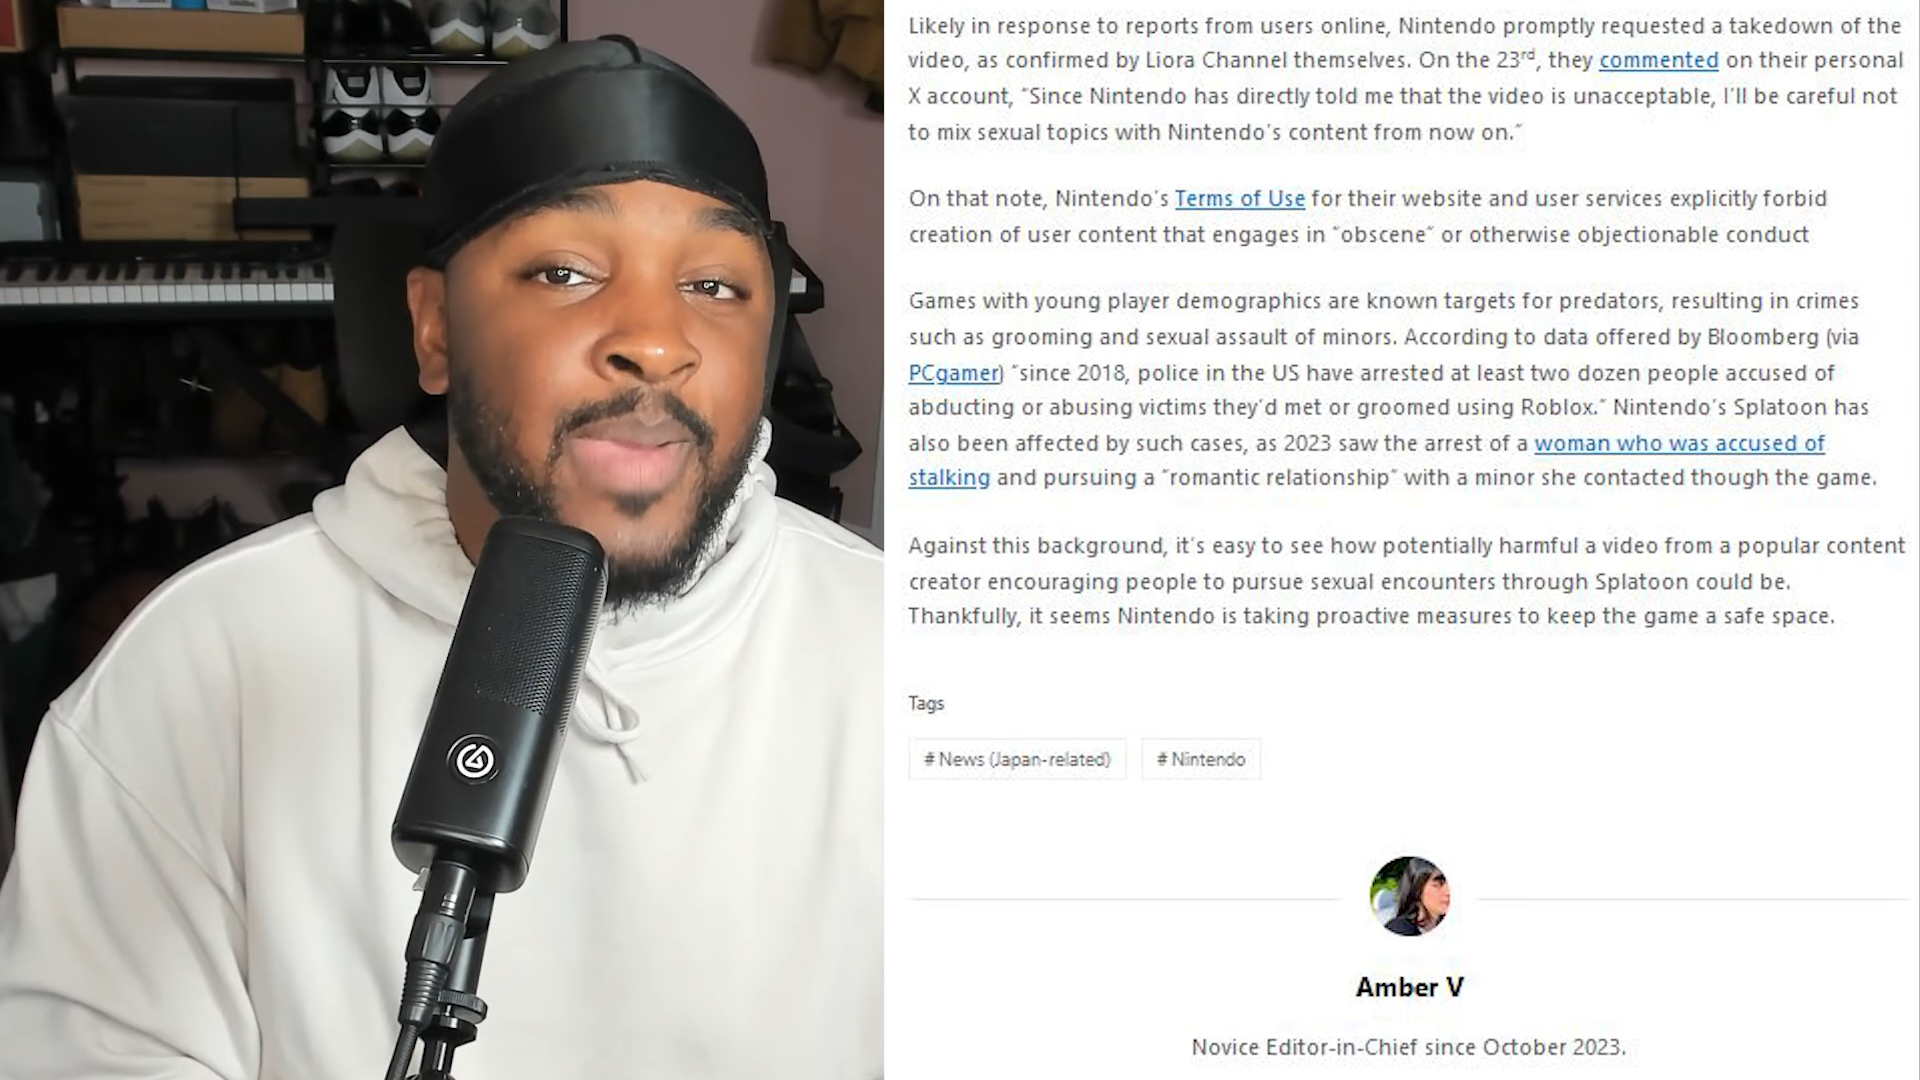 Likely in response to reports from users online, Nintendo promptly requested a takedown of the
video, as confirmed by Liora Channel themselves. On the 23rd, they commented on their personal
X account, “Since Nintendo has directly told me that the video is unacceptable, I’ll be careful not
to mix sexual topics with Nintendo’s content from now on.”
On that note, Nintendo’s Terms of Use for their website and user services explicitly forbid
creation of user content that engages in “obscene” or otherwise objectionable conduct
Games with young player demographics are known targets for predators, resulting in crimes
such as grooming and sexual assault of minors. According to data offered by Bloomberg (via
PCgamer) “since 2018, police in the US have arrested at least two dozen people accused of
abducting or abusing victims they’d met or groomed using Roblox.” Nintendo’s Splatoon has
also been affected by such cases, as 2023 saw the arrest of a woman who was accused of
stalking and pursuing a “romantic relationship” with a minor she contacted though the game.
Against this background, it’s easy to see how potentially harmful a video from a popular content
creator encouraging people to pursue sexual encounters through Splatoon could be.
Thankfully, it seems Nintendo is taking proactive measures to keep the game a safe space.
Tags
# News (Japan-related) # Nintendo
Amber V
Novice Editor-in-Chief since October 2023.